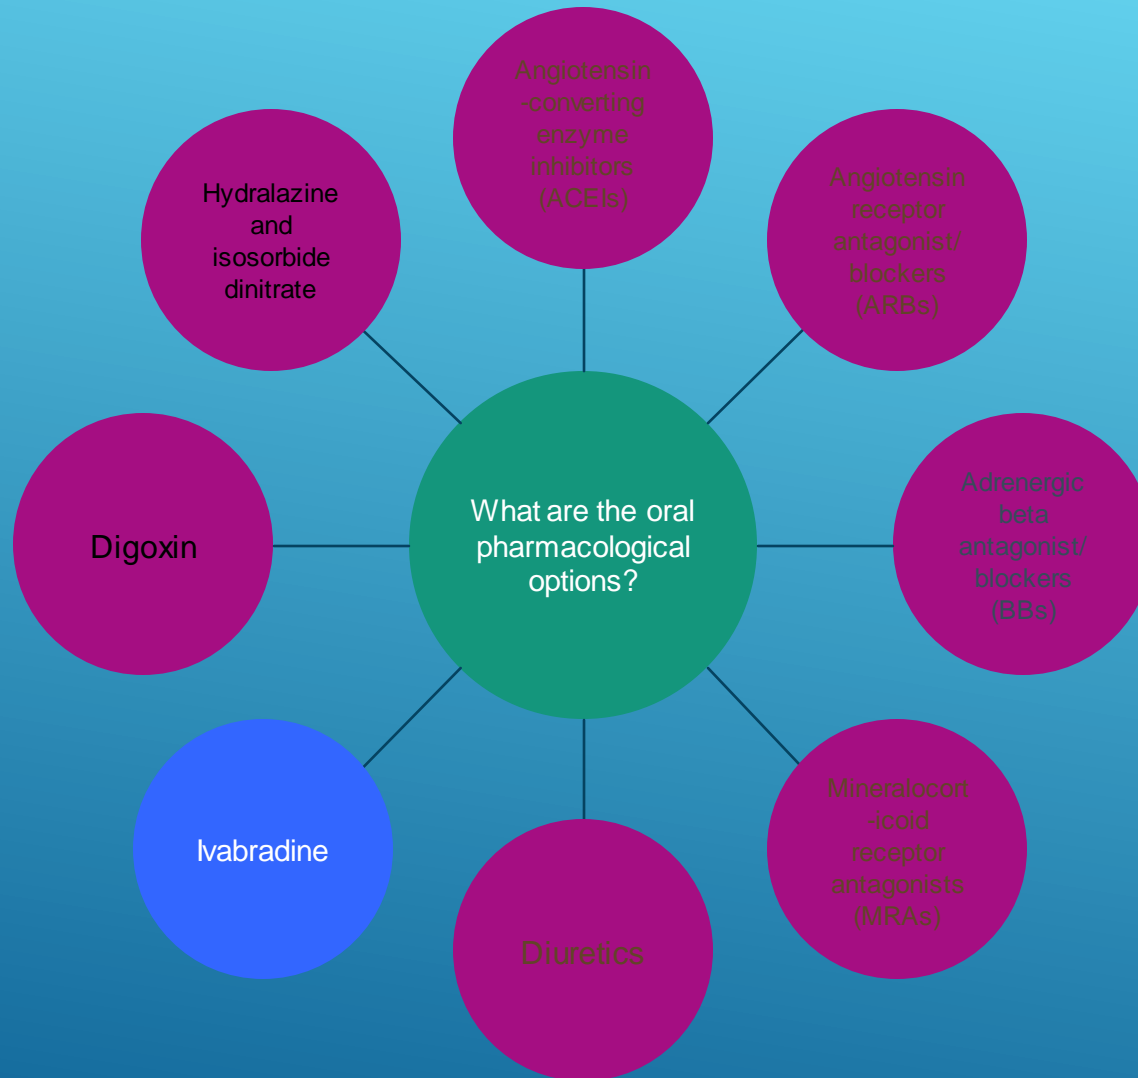 What are the oral
pharmacological
options?
Angiotensin
-converting
enzyme
inhibitors
(ACEIs)
Angiotensin
receptor
antagonist/
blockers
(ARBs)
Adrenergic
beta
antagonist/
blockers
(BBs)
Mineralocort
-icoid
receptor
antagonists
(MRAs)
Diuretics
Ivabradine
Digoxin
Hydralazine
and
isosorbide
dinitrate